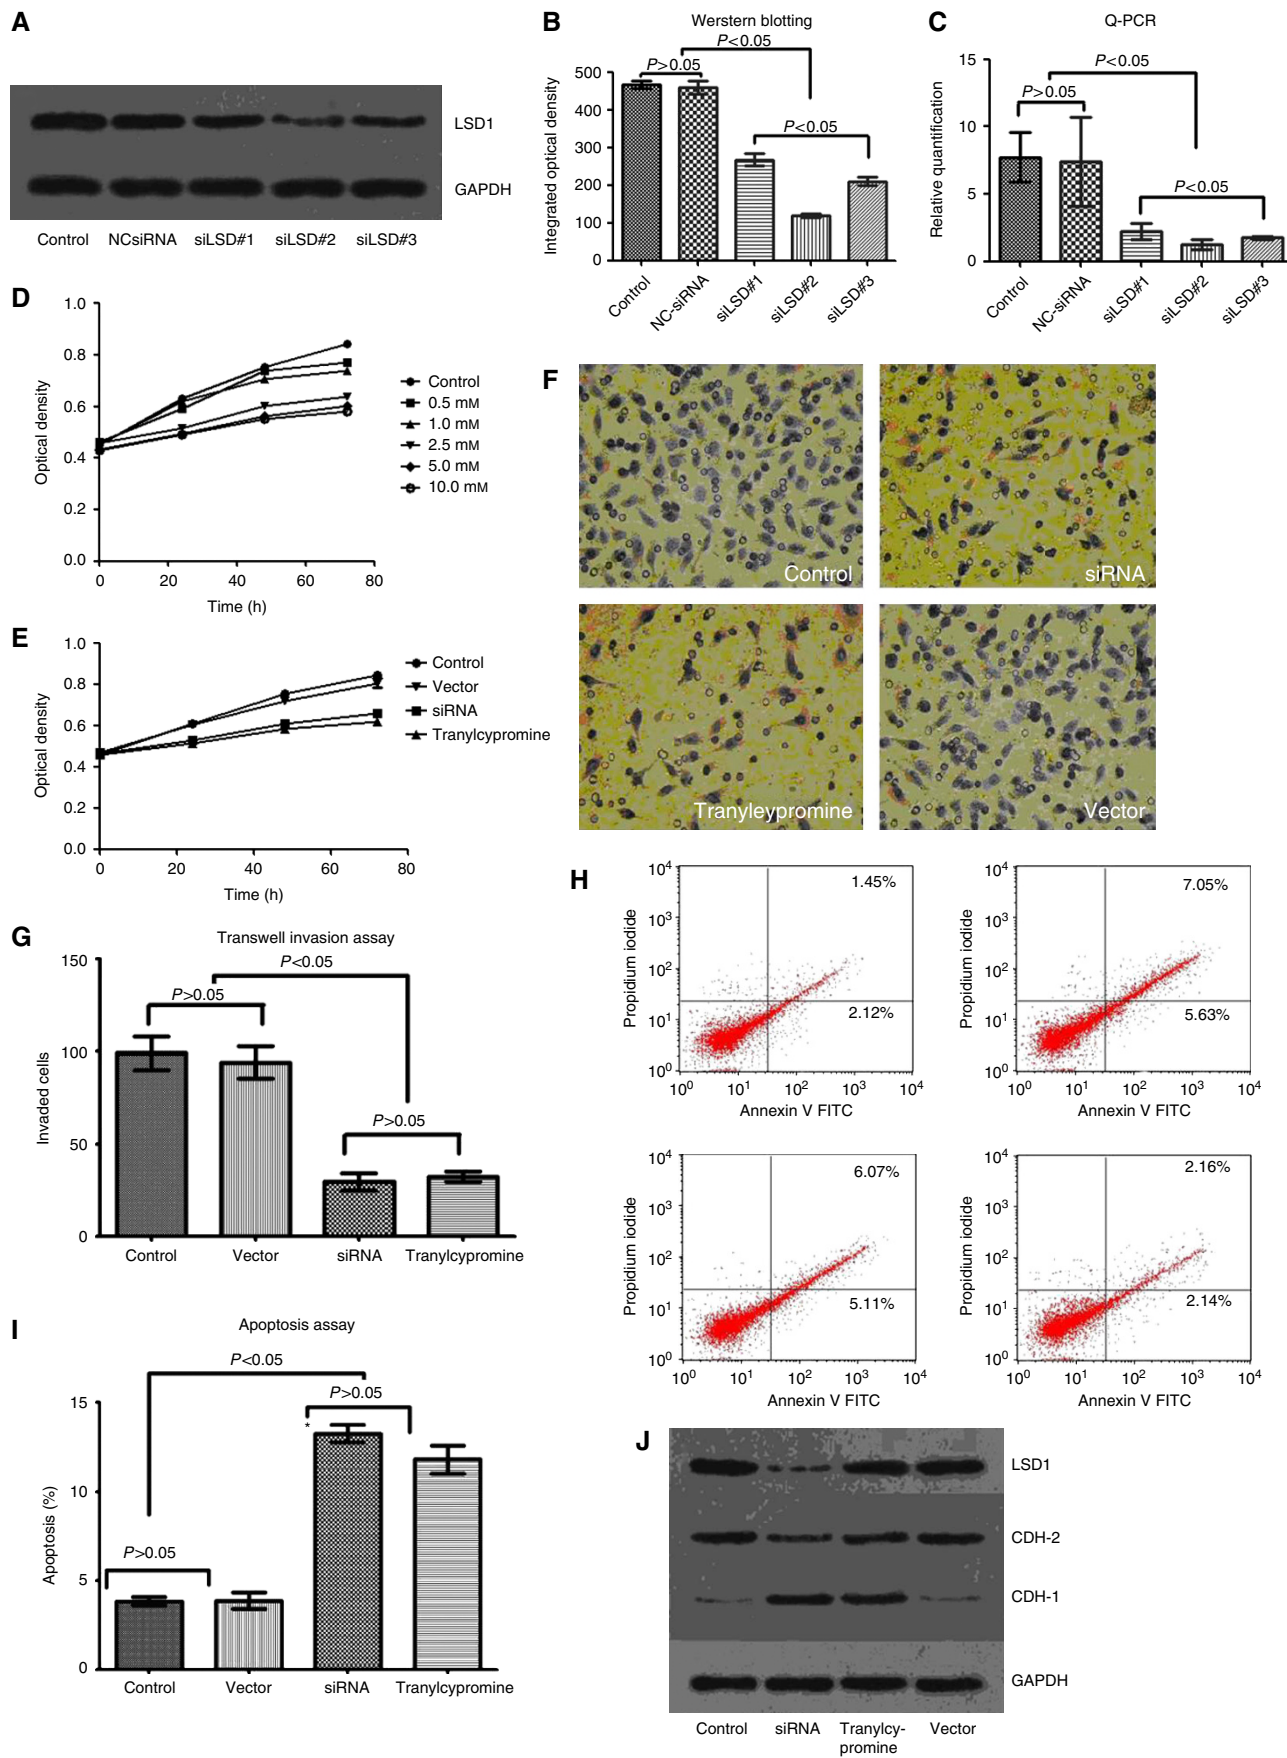 A
LSD1
GAPDH
Control NCsiRNA siLSD#1 siLSD#2 siLSD#3
B
Werstern blotting
P<0.05
P>0.05
P<0.05
Integrated optical density
500
400
300
200
100
0
Control
NC-siRNA
siLSD#1
siLSD#2
siLSD#3
C
Q-PCR
P<0.05
P>0.05
P<0.05
Relative quantification
15
10
5
0
Control
NC-siRNA
siLSD#1
siLSD#2
siLSD#3
D
Optical density
1.0
0.8
0.6
0.4
0.2
0.0
0 20 40 60 80
Time (h)
Control
0.5 mM
1.0 mM
2.5 mM
5.0 mM
10.0 mM
E
Optical density
1.0
0.8
0.6
0.4
0.2
0.0
0 20 40 60 80
Time (h)
Control
Vector
siRNA
Tranylcypromine
F
Control
siRNA
Tranyleypromine
Vector
G
Transwell invasion assay
P<0.05
P>0.05
P>0.05
Invaded cells
150
100
50
0
Control Vector siRNA Tranylcypromine
H
Propidium iodide
10⁴
10³
10²
10¹
10⁰
1.45%
2.12%
10⁰ 10¹ 10² 10³ 10⁴
Annexin V FITC
Propidium iodide
10⁴
10³
10²
10¹
10⁰
7.05%
5.63%
10⁰ 10¹ 10² 10³ 10⁴
Annexin V FITC
Propidium iodide
10⁴
10³
10²
10¹
10⁰
6.07%
5.11%
10⁰ 10¹ 10² 10³ 10⁴
Annexin V FITC
Propidium iodide
10⁴
10³
10²
10¹
10⁰
2.16%
2.14%
10⁰ 10¹ 10² 10³ 10⁴
Annexin V FITC
I
Apoptosis assay
P<0.05
P>0.05
*
P>0.05
Apoptosis (%)
15
10
5
0
Control Vector siRNA Tranylcypromine
J
LSD1
CDH-2
CDH-1
GAPDH
Control siRNA Tranylcy- Vector
promine